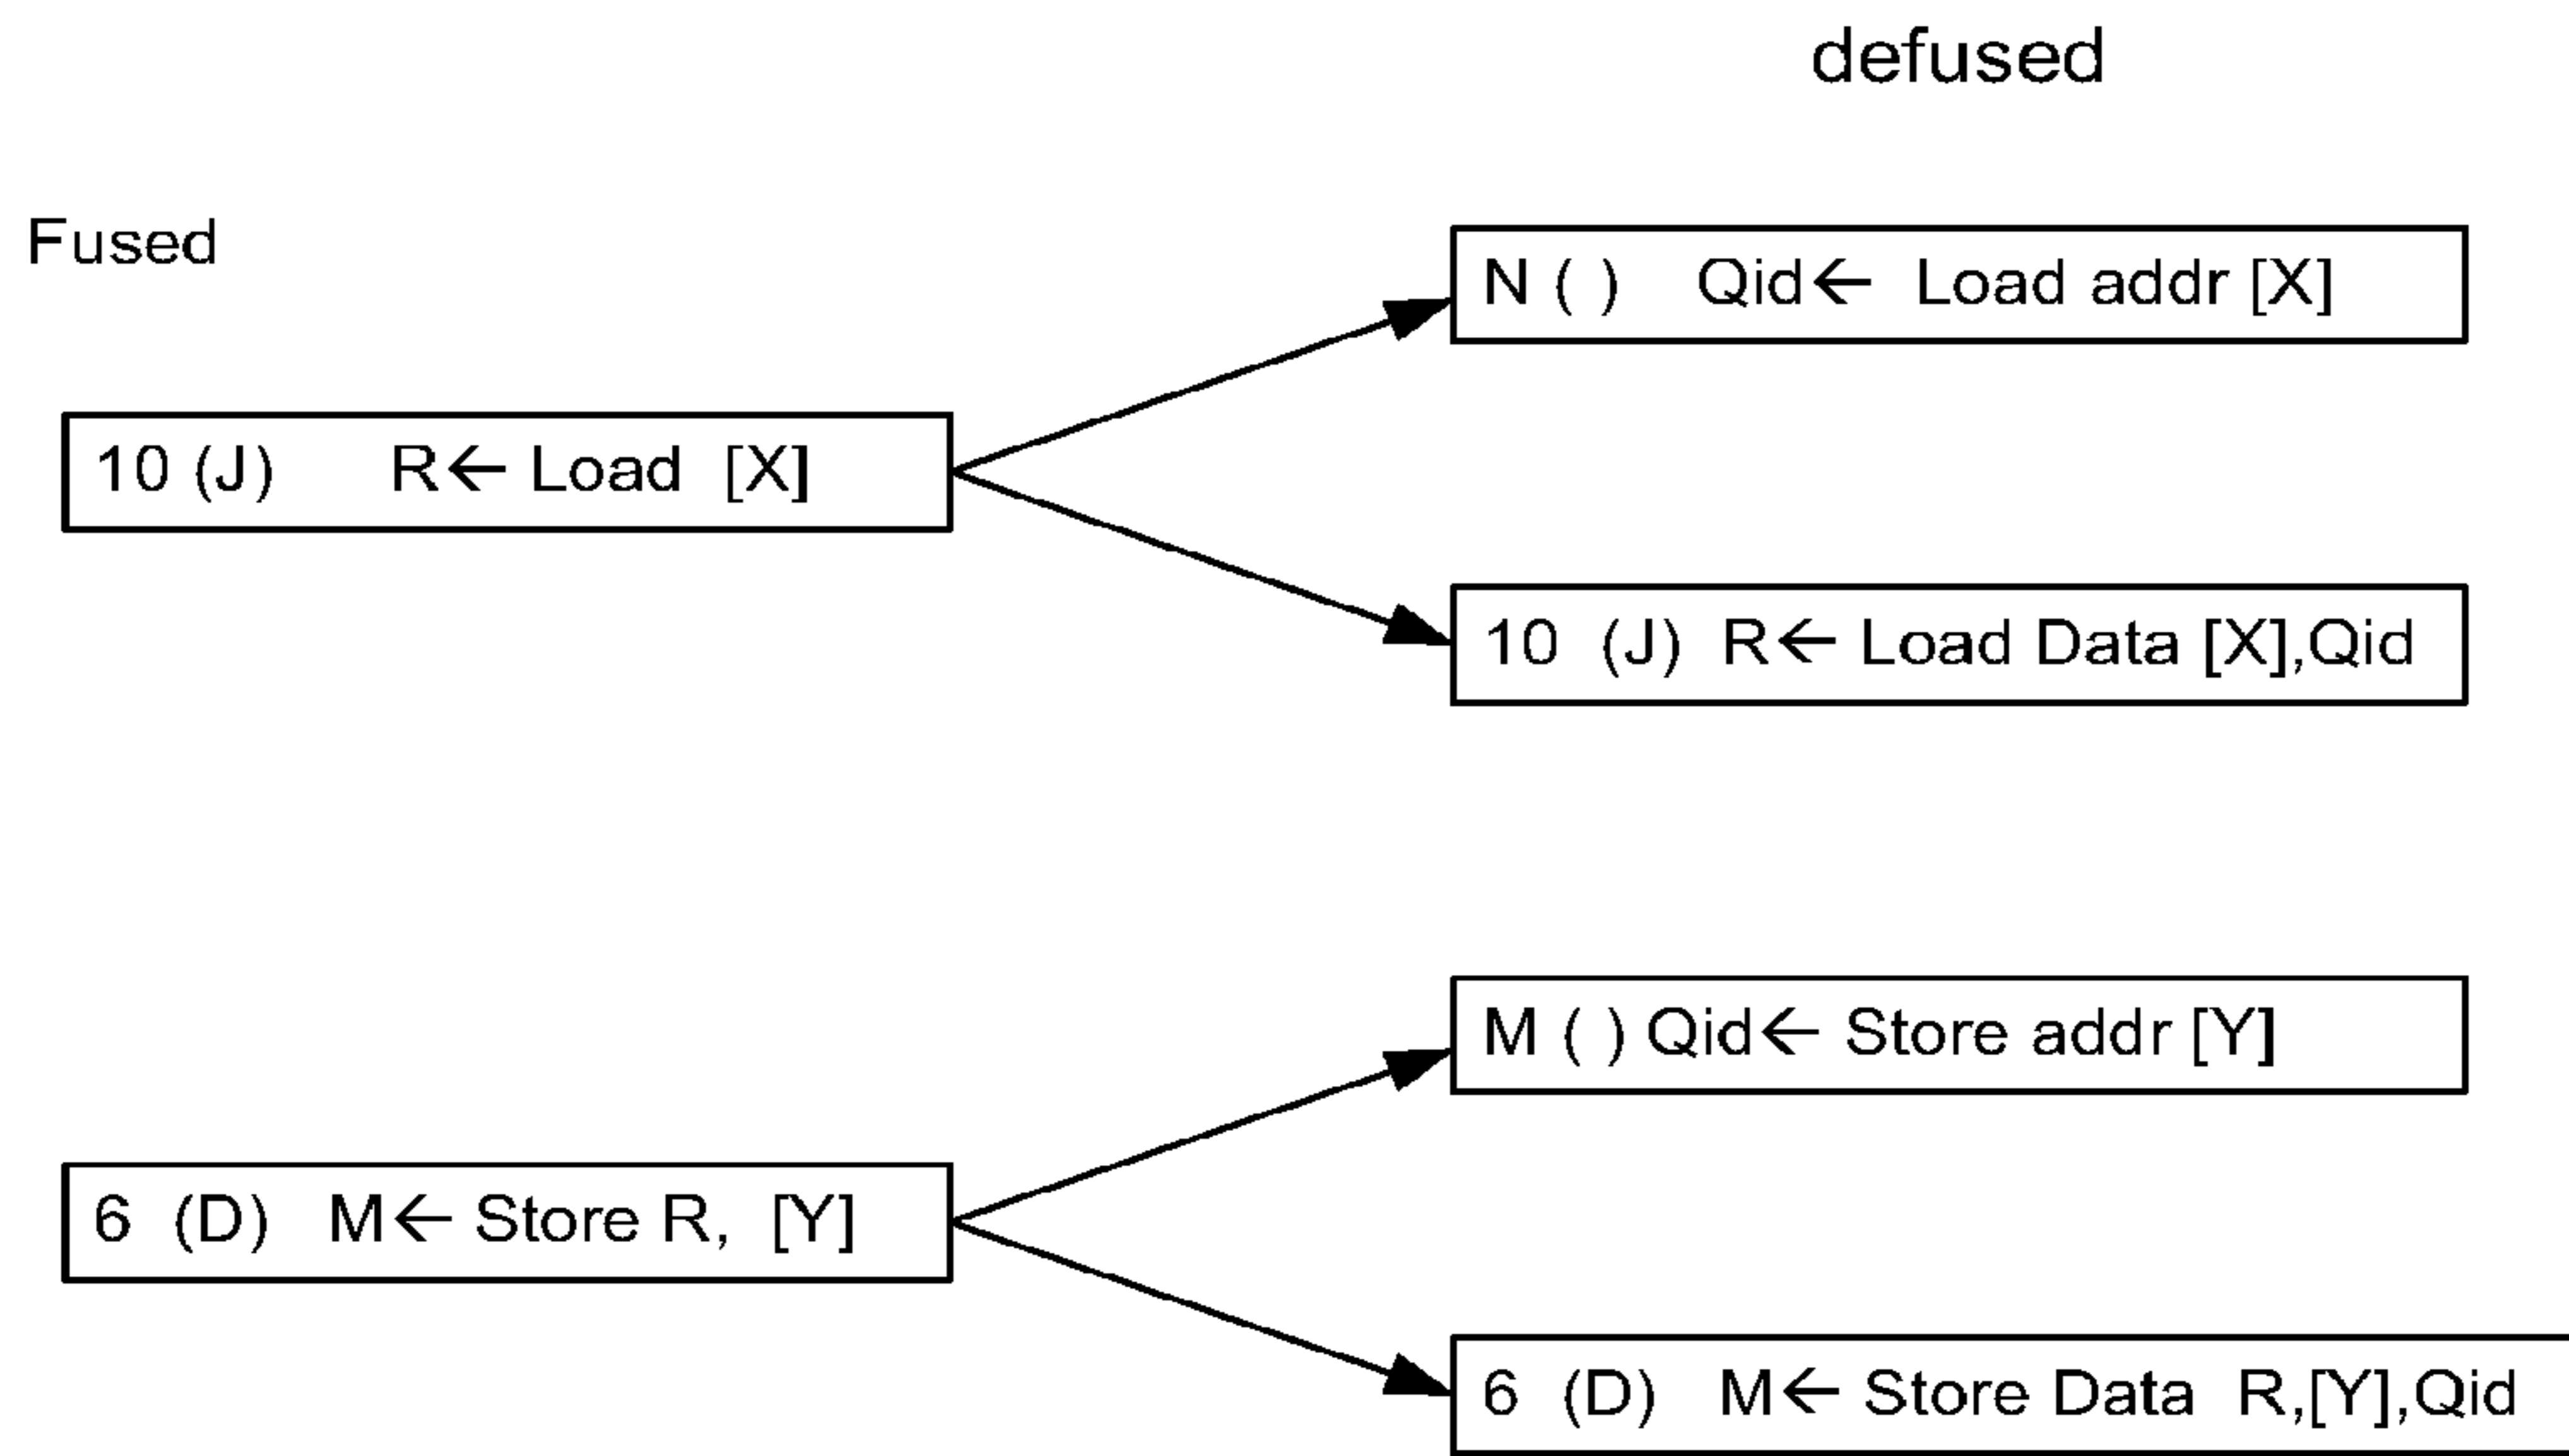 defused
Fused
N ( ) Qid← Load addr [X]
10 (J) R← Load [X]
10 (J) R← Load Data [X],Qid
M ( ) Qid← Store addr [Y]
6 (D) M← Store R, [Y]
6 (D) M← Store Data R,[Y],Qid